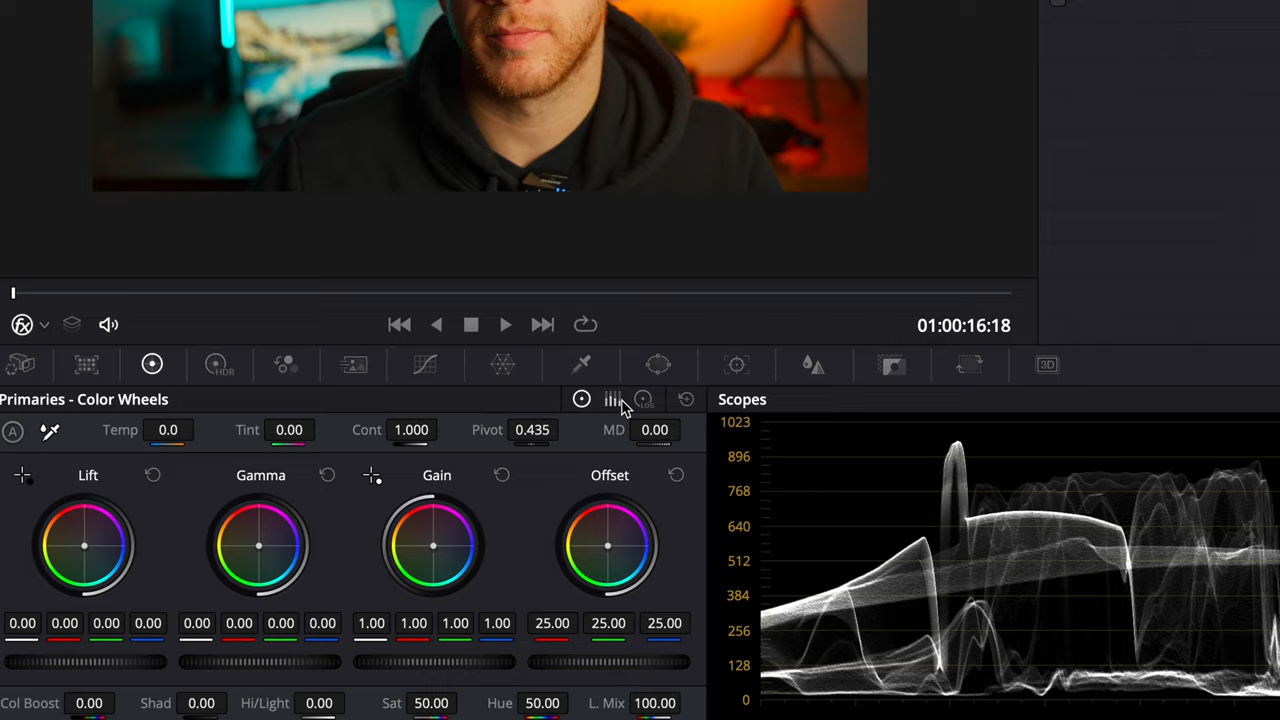 fx
01:00:16:18
HDR
3D
Primaries - Color Wheels
LOG
Scopes
A
Temp 0.0 Tint 0.00 Cont 1.000 Pivot 0.435 MD 0.00
Lift Gamma Gain Offset
0.00 0.00 0.00 0.00 0.00 0.00 0.00 0.00 1.00 1.00 1.00 1.00 25.00 25.00 25.00
Col Boost 0.00 Shad 0.00 Hi/Light 0.00 Sat 50.00 Hue 50.00 L. Mix 100.00
1023
896
768
640
512
384
256
128
0